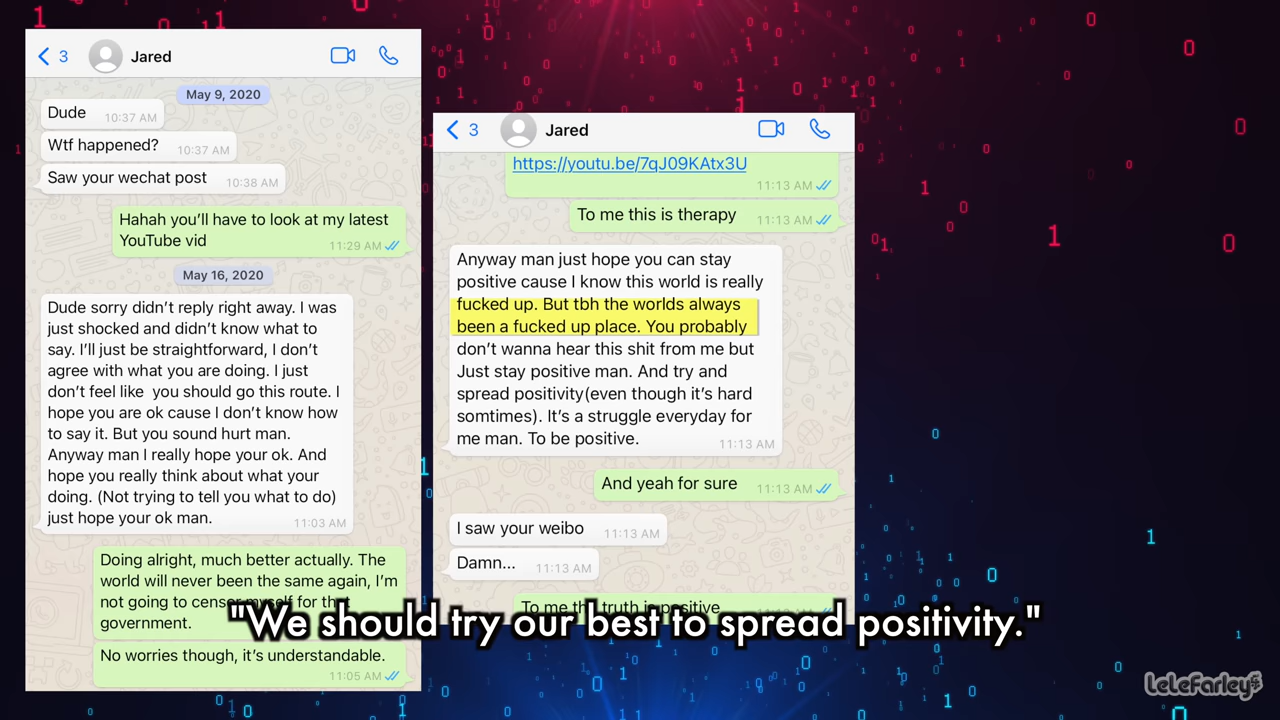 3
Jared
May 9, 2020
Dude 10:37 AM
Wtf happened? 10:37 AM
Saw your wechat post 10:38 AM
Hahah you'll have to look at my latest
YouTube vid 11:29 AM
May 16, 2020
Dude sorry didn't reply right away. I was
just shocked and didn't know what to
say. I'll just be straightforward, I don't
agree with what you are doing. I just
don't feel like you should go this route. I
hope you are ok cause I don't know how
to say it. But you sound hurt man.
Anyway man I really hope your ok. And
hope you really think about what your
doing. (Not trying to tell you what to do)
just hope your ok man. 11:03 AM
Doing alright, much better actually. The
world will never been the same again, I'm
not going to censor myself for that
government.
No worries though, it's understandable.
11:05 AM
3
Jared
https://youtu.be/7qJ09KAtx3U
11:13 AM
To me this is therapy 11:13 AM
Anyway man just hope you can stay
positive cause I know this world is really
fucked up. But tbh the worlds always
been a fucked up place. You probably
don't wanna hear this shit from me but
Just stay positive man. And try and
spread positivity(even though it's hard
somtimes). It's a struggle everyday for
me man. To be positive. 11:13 AM
And yeah for sure 11:13 AM
I saw your weibo 11:13 AM
Damn... 11:13 AM
To me the truth is positive
"We should try our best to spread positivity."
LeLeFarley